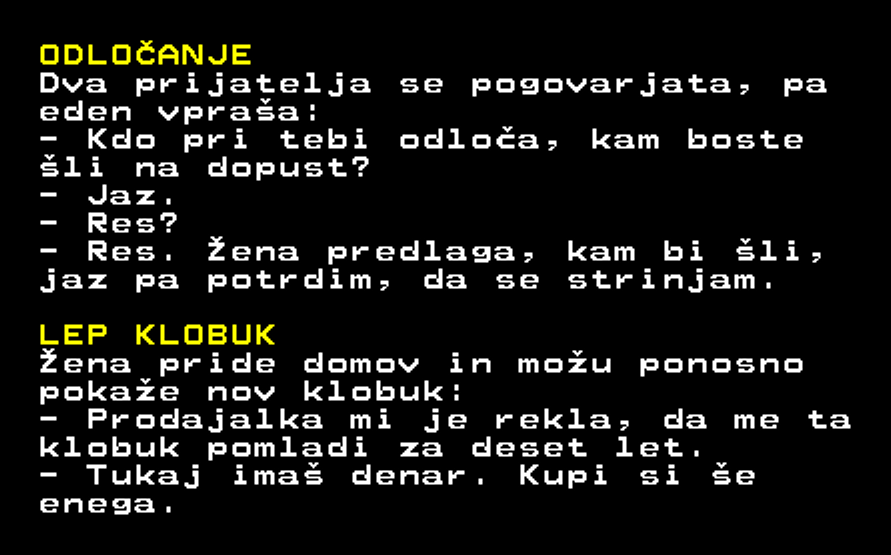 ODLOČANJE
Dva prijatelja se pogovarjata, pa
eden vpraša:
- Kdo pri tebi odloča, kam boste
šli na dopust?
- Jaz.
- Res?
- Res. Žena predlaga, kam bi šli,
jaz pa potrdim, da se strinjam.
LEP KLOBUK
Žena pride domov in možu ponosno
pokaže nov klobuk:
- Prodajalka mi je rekla, da me ta
klobuk pomladi za deset let.
- Tukaj imaš denar. Kupi si še
enega.